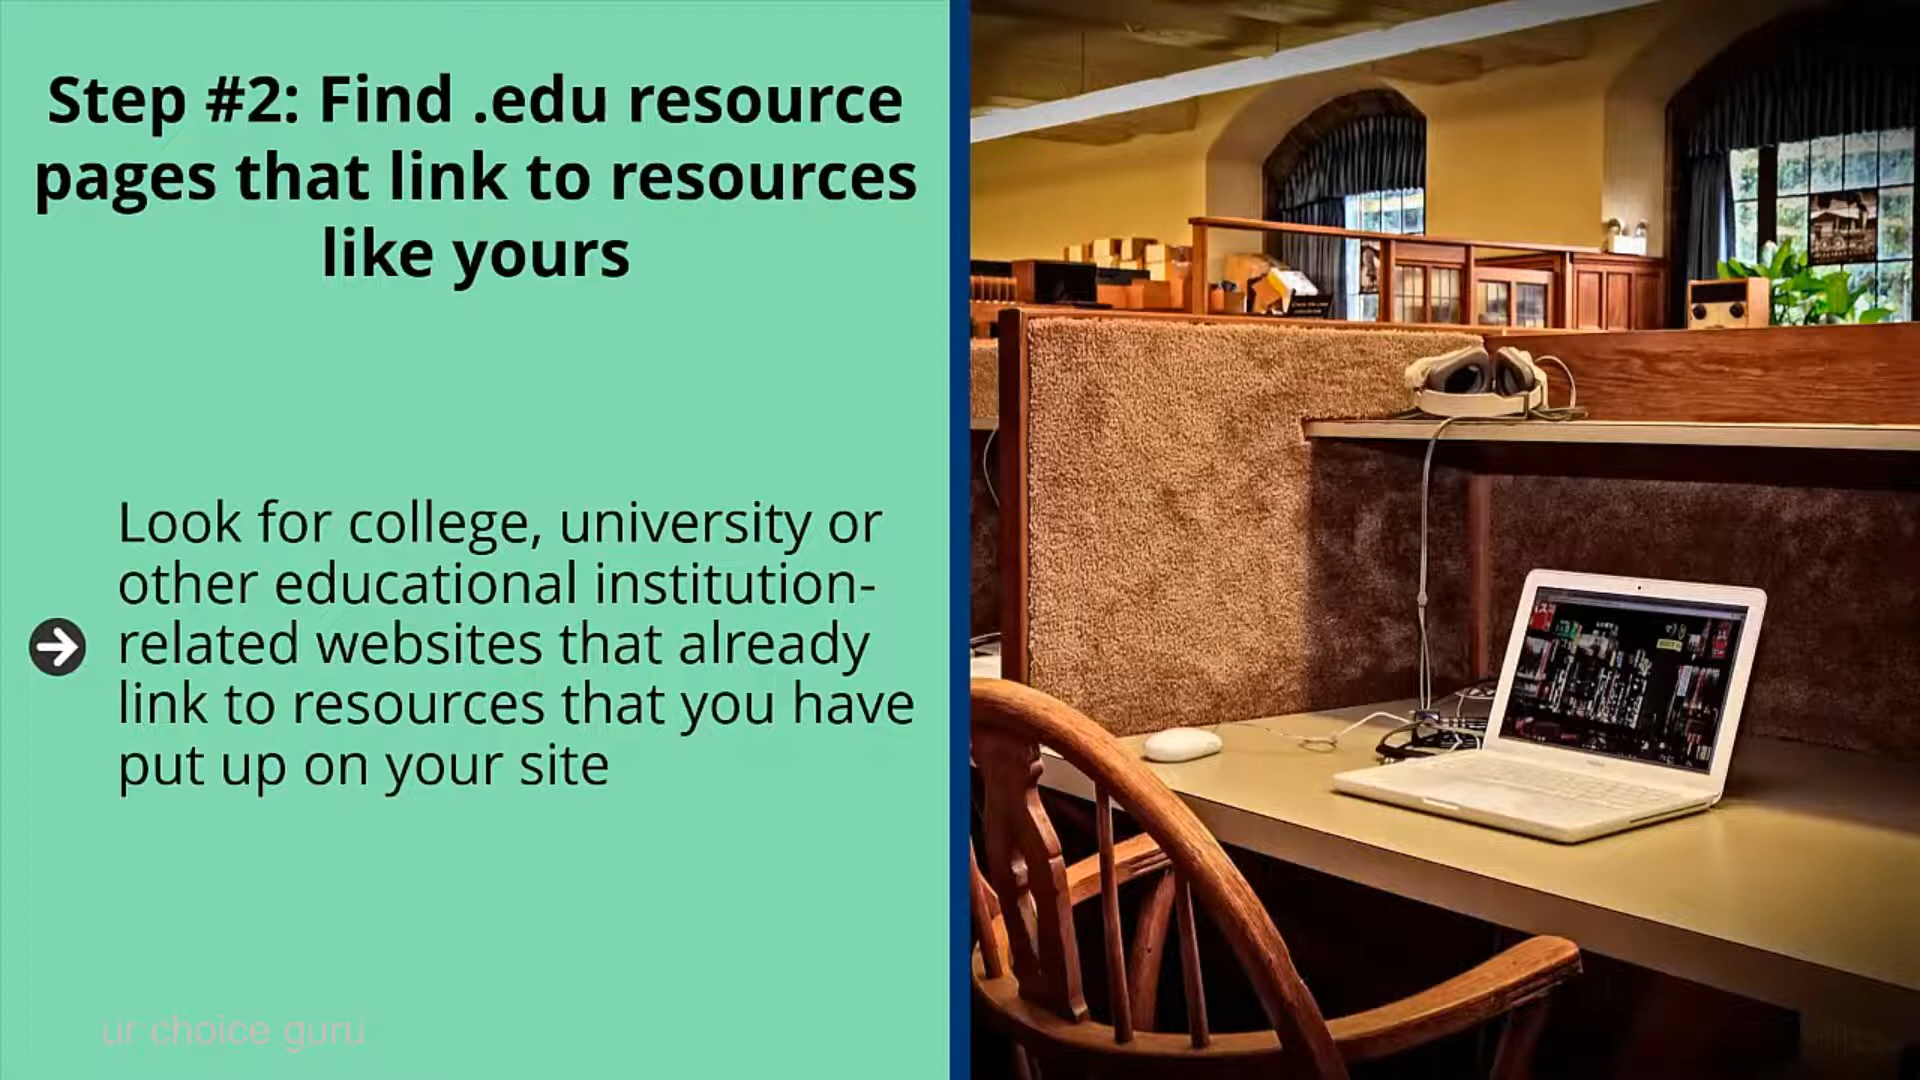 Step #2: Find .edu resource
pages that link to resources
like yours
Look for college, university or
other educational institution-
related websites that already
link to resources that you have
put up on your site
ur choice guru